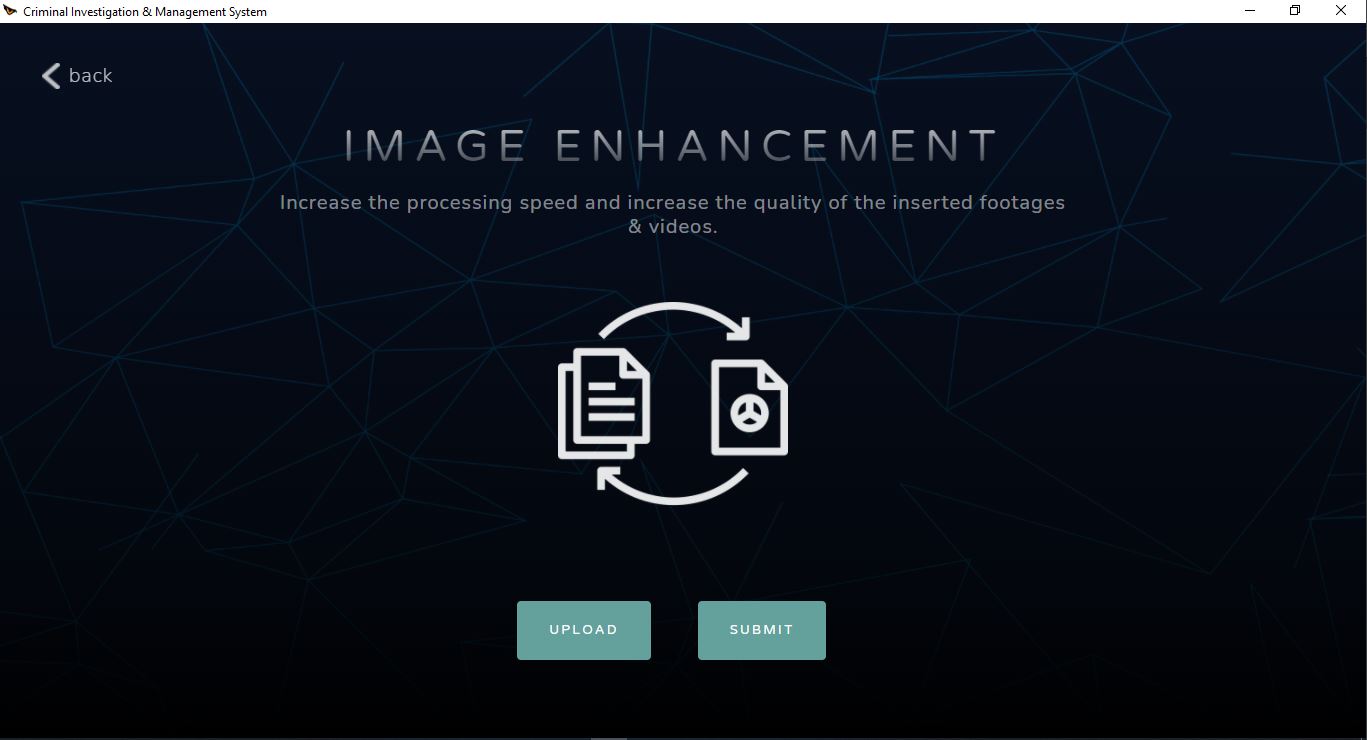 Criminal Investigation & Management System
back
IMAGE ENHANCEMENT
Increase the processing speed and increase the quality of the inserted footages
& videos.
UPLOAD
SUBMIT